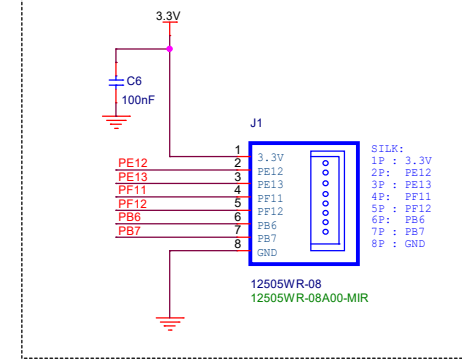 3.3V
C6
100nF
J1
1
2
3
4
5
6
7
8
PE12
PE13
PF11
PF12
PB6
PB7
3.3V
PE12
PE13
PF11
PF12
PB6
PB7
GND
SILK:
1P : 3.3V
2P: PE12
3P : PE13
4P: PF11
5P : PF12
6P: PB6
7P : PB7
8P : GND
12505WR-08
12505WR-08A00-MIR